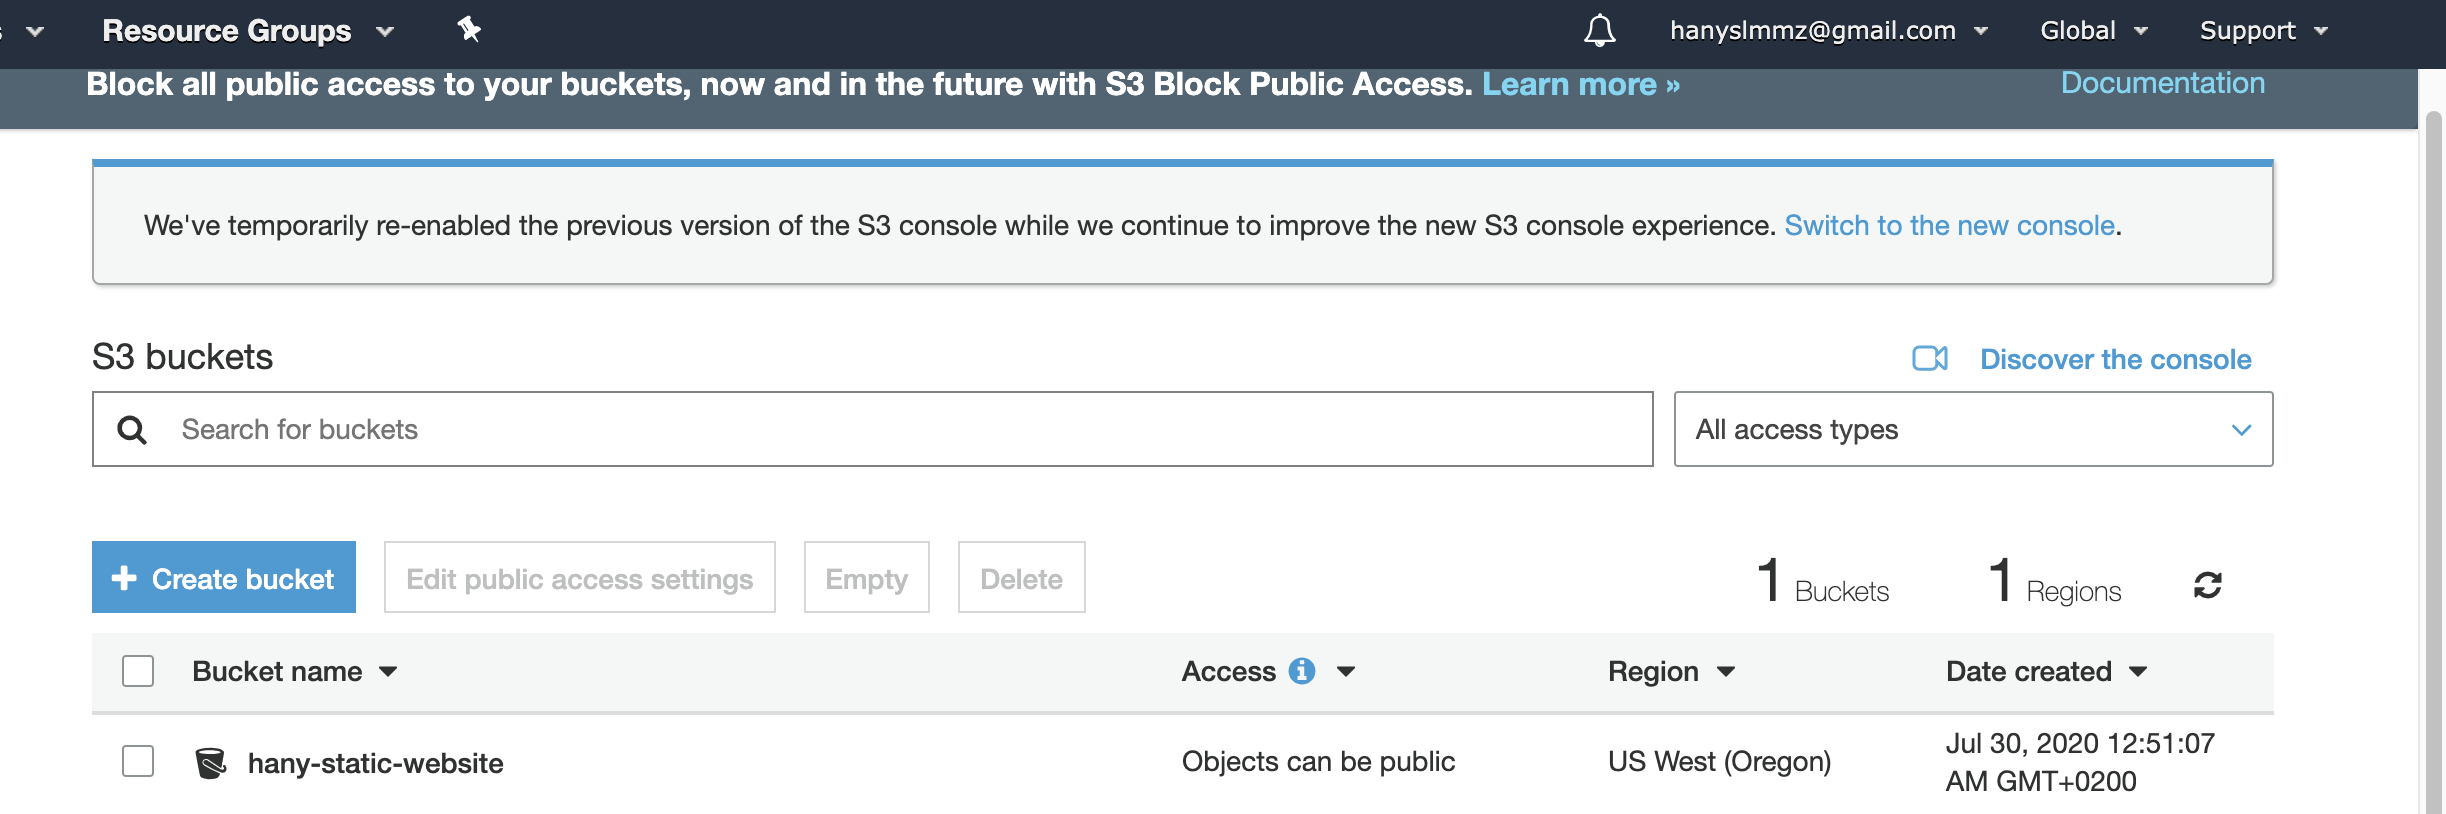 Resource Groups
hanyslmmz@gmail.com
Global
Support
Block all public access to your buckets, now and in the future with S3 Block Public Access. Learn more »
Documentation
We've temporarily re-enabled the previous version of the S3 console while we continue to improve the new S3 console experience. Switch to the new console.
S3 buckets
Discover the console
Search for buckets
All access types
+ Create bucket
Edit public access settings
Empty
Delete
1 Buckets
1 Regions
Bucket name
Access
Region
Date created
hany-static-website
Objects can be public
US West (Oregon)
Jul 30, 2020 12:51:07
AM GMT+0200